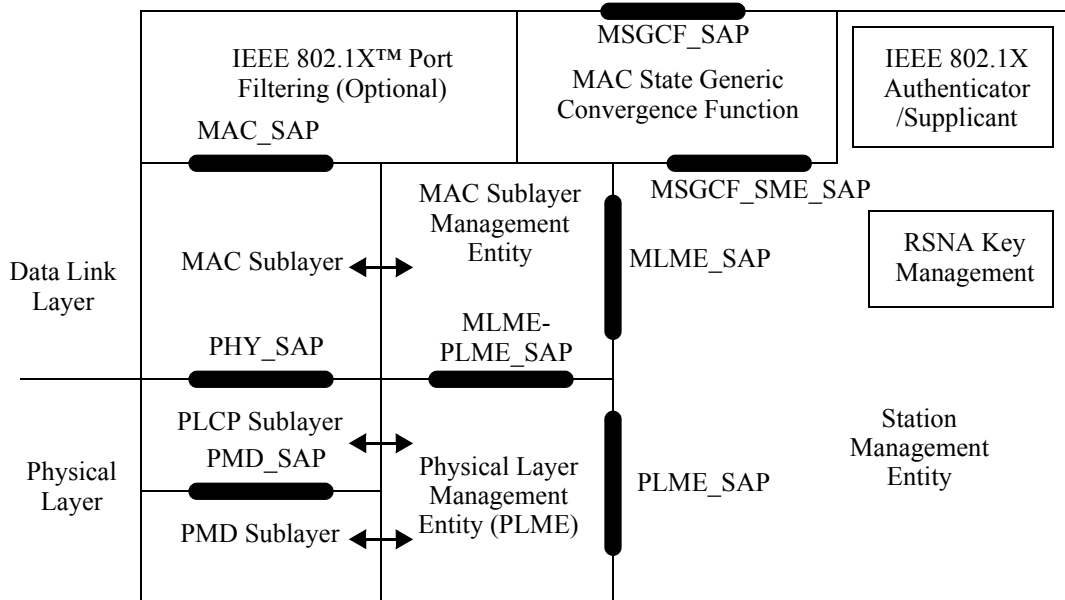 MSGCF_SAP
IEEE 802.1X™ Port
Filtering (Optional)
MAC State Generic
Convergence Function
IEEE 802.1X
Authenticator
/Supplicant
MAC_SAP
MSGCF_SME_SAP
MAC Sublayer
Management
Entity
RSNA Key
Management
Data Link
Layer
MAC Sublayer
MLME_SAP
PHY_SAP
MLME-
PLME_SAP
PLCP Sublayer
Station
Management
Entity
Physical
Layer
PMD_SAP
Physical Layer
Management
Entity (PLME)
PLME_SAP
PMD Sublayer